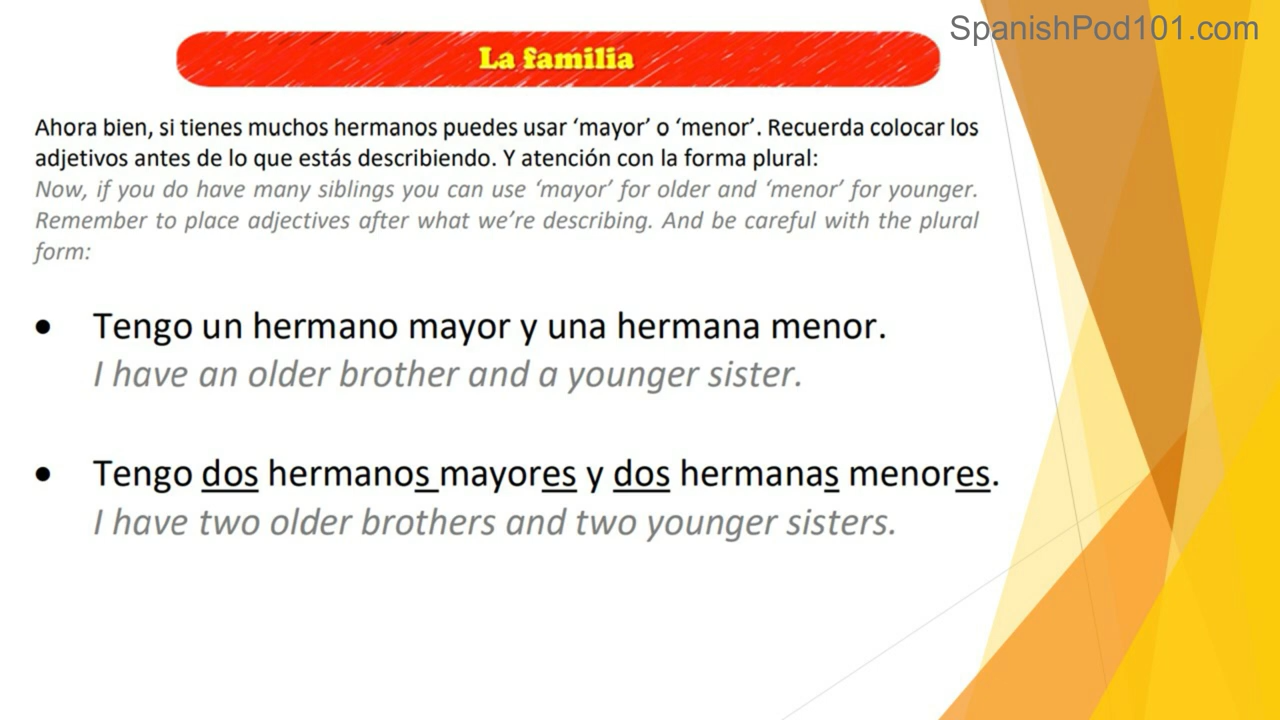 SpanishPod101.com
La familia
Ahora bien, si tienes muchos hermanos puedes usar ‘mayor’ o ‘menor’. Recuerda colocar los
adjetivos antes de lo que estás describiendo. Y atención con la forma plural:
Now, if you do have many siblings you can use ‘mayor’ for older and ‘menor’ for younger.
Remember to place adjectives after what we’re describing. And be careful with the plural
form:
• Tengo un hermano mayor y una hermana menor.
I have an older brother and a younger sister.
• Tengo dos hermanos mayores y dos hermanas menores.
I have two older brothers and two younger sisters.